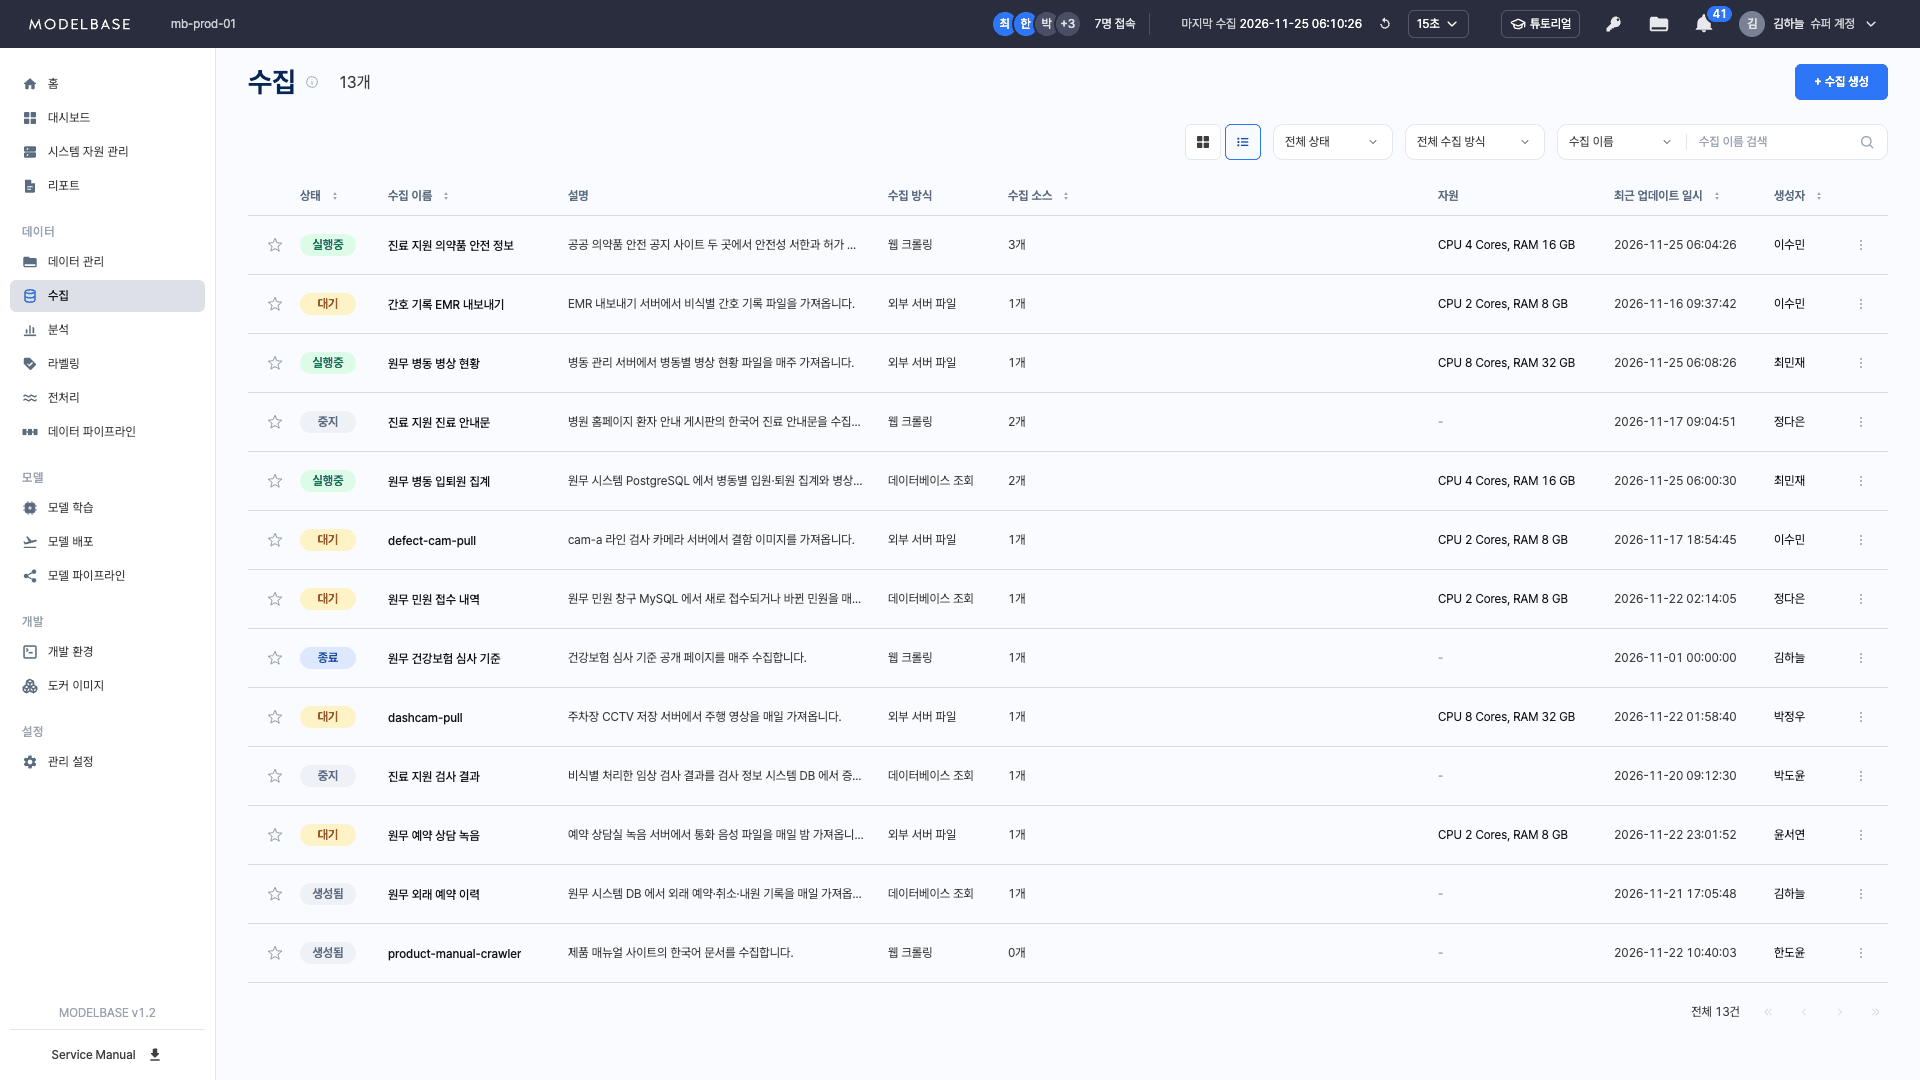 MODELBASE
mb-prod-01
최 한 박 +3 7명 접속
마지막 수집 2026-11-25 06:10:26
15초
튜토리얼
41
김 김하늘 슈퍼 계정
홈
대시보드
시스템 자원 관리
리포트
데이터
데이터 관리
수집
분석
라벨링
전처리
데이터 파이프라인
모델
모델 학습
모델 배포
모델 파이프라인
개발
개발 환경
도커 이미지
설정
관리 설정
MODELBASE v1.2
Service Manual
수집 13개
+ 수집 생성
전체 상태
전체 수집 방식
수집 이름
수집 이름 검색
상태 수집 이름 설명 수집 방식 수집 소스 자원 최근 업데이트 일시 생성자
실행중 진료 지원 의약품 안전 정보 공공 의약품 안전 공지 사이트 두 곳에서 안전성 서한과 허가 ... 웹 크롤링 3개 CPU 4 Cores, RAM 16 GB 2026-11-25 06:04:26 이수민
대기 간호 기록 EMR 내보내기 EMR 내보내기 서버에서 비식별 간호 기록 파일을 가져옵니다. 외부 서버 파일 1개 CPU 2 Cores, RAM 8 GB 2026-11-16 09:37:42 이수민
실행중 원무 병동 병상 현황 병동 관리 서버에서 병동별 병상 현황 파일을 매주 가져옵니다. 외부 서버 파일 1개 CPU 8 Cores, RAM 32 GB 2026-11-25 06:08:26 최민재
중지 진료 지원 진료 안내문 병원 홈페이지 환자 안내 게시판의 한국어 진료 안내문을 수집... 웹 크롤링 2개 - 2026-11-17 09:04:51 정다은
실행중 원무 병동 입퇴원 집계 원무 시스템 PostgreSQL 에서 병동별 입원·퇴원 집계와 병상... 데이터베이스 조회 2개 CPU 4 Cores, RAM 16 GB 2026-11-25 06:00:30 최민재
대기 defect-cam-pull cam-a 라인 검사 카메라 서버에서 결함 이미지를 가져옵니다. 외부 서버 파일 1개 CPU 2 Cores, RAM 8 GB 2026-11-17 18:54:45 이수민
대기 원무 민원 접수 내역 원무 민원 창구 MySQL 에서 새로 접수되거나 바뀐 민원을 매... 데이터베이스 조회 1개 CPU 2 Cores, RAM 8 GB 2026-11-22 02:14:05 정다은
종료 원무 건강보험 심사 기준 건강보험 심사 기준 공개 페이지를 매주 수집합니다. 웹 크롤링 1개 - 2026-11-01 00:00:00 김하늘
대기 dashcam-pull 주차장 CCTV 저장 서버에서 주행 영상을 매일 가져옵니다. 외부 서버 파일 1개 CPU 8 Cores, RAM 32 GB 2026-11-22 01:58:40 박정우
중지 진료 지원 검사 결과 비식별 처리한 임상 검사 결과를 검사 정보 시스템 DB 에서 증... 데이터베이스 조회 1개 - 2026-11-20 09:12:30 박도윤
대기 원무 예약 상담 녹음 예약 상담실 녹음 서버에서 통화 음성 파일을 매일 밤 가져옵니... 외부 서버 파일 1개 CPU 2 Cores, RAM 8 GB 2026-11-22 23:01:52 윤서연
생성됨 원무 외래 예약 이력 원무 시스템 DB 에서 외래 예약·취소·내원 기록을 매일 가져옵... 데이터베이스 조회 1개 - 2026-11-21 17:05:48 김하늘
생성됨 product-manual-crawler 제품 매뉴얼 사이트의 한국어 문서를 수집합니다. 웹 크롤링 0개 - 2026-11-22 10:40:03 한도윤
전체 13건